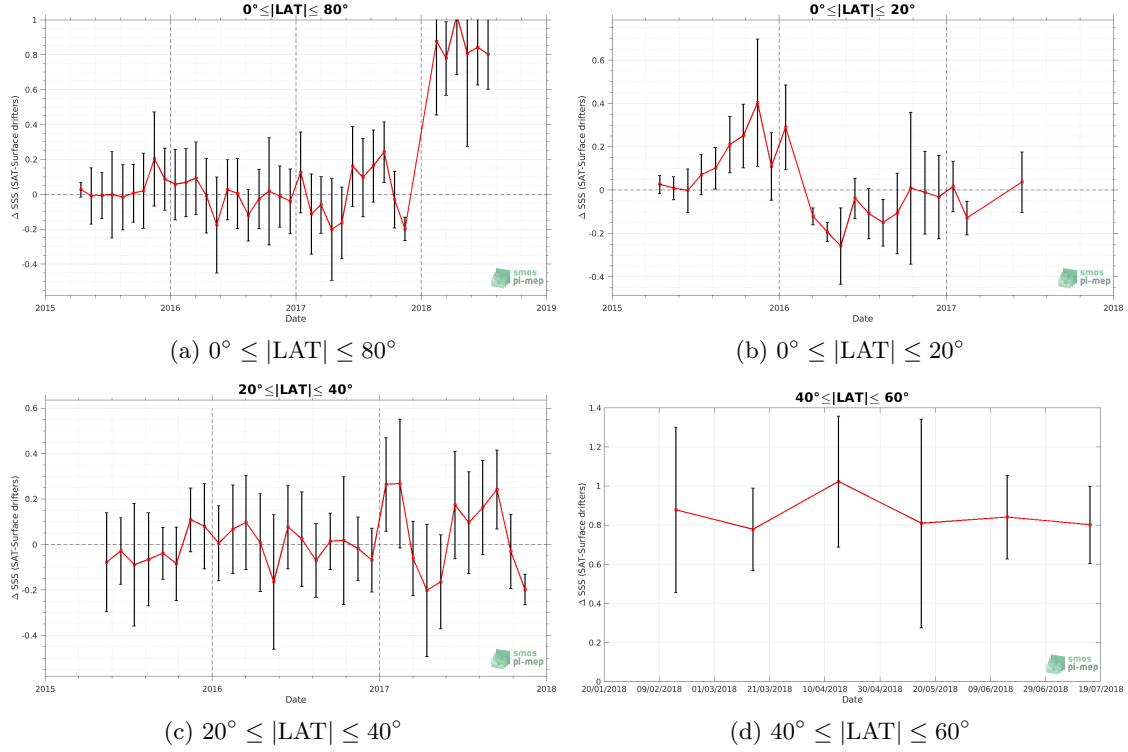 0°≤|LAT|≤ 80°
Δ SSS (SAT-Surface drifters)
1
0.8
0.6
0.4
0.2
0
-0.2
-0.4
2015
2016
2017
2018
2019
Date
smos
pi-mep
(a) 0° ≤ |LAT| ≤ 80°
0°≤|LAT|≤ 20°
Δ SSS (SAT-Surface drifters)
0.6
0.4
0.2
0
-0.2
-0.4
2015
2016
2017
2018
Date
smos
pi-mep
(b) 0° ≤ |LAT| ≤ 20°
20°≤|LAT|≤ 40°
Δ SSS (SAT-Surface drifters)
0.6
0.4
0.2
0
-0.2
-0.4
2015
2016
2017
2018
Date
smos
pi-mep
(c) 20° ≤ |LAT| ≤ 40°
40°≤|LAT|≤ 60°
Δ SSS (SAT-Surface drifters)
1.4
1.2
1
0.8
0.6
0.4
0.2
0
20/01/2018
09/02/2018
01/03/2018
21/03/2018
10/04/2018
30/04/2018
20/05/2018
09/06/2018
29/06/2018
19/07/2018
Date
smos
pi-mep
(d) 40° ≤ |LAT| ≤ 60°